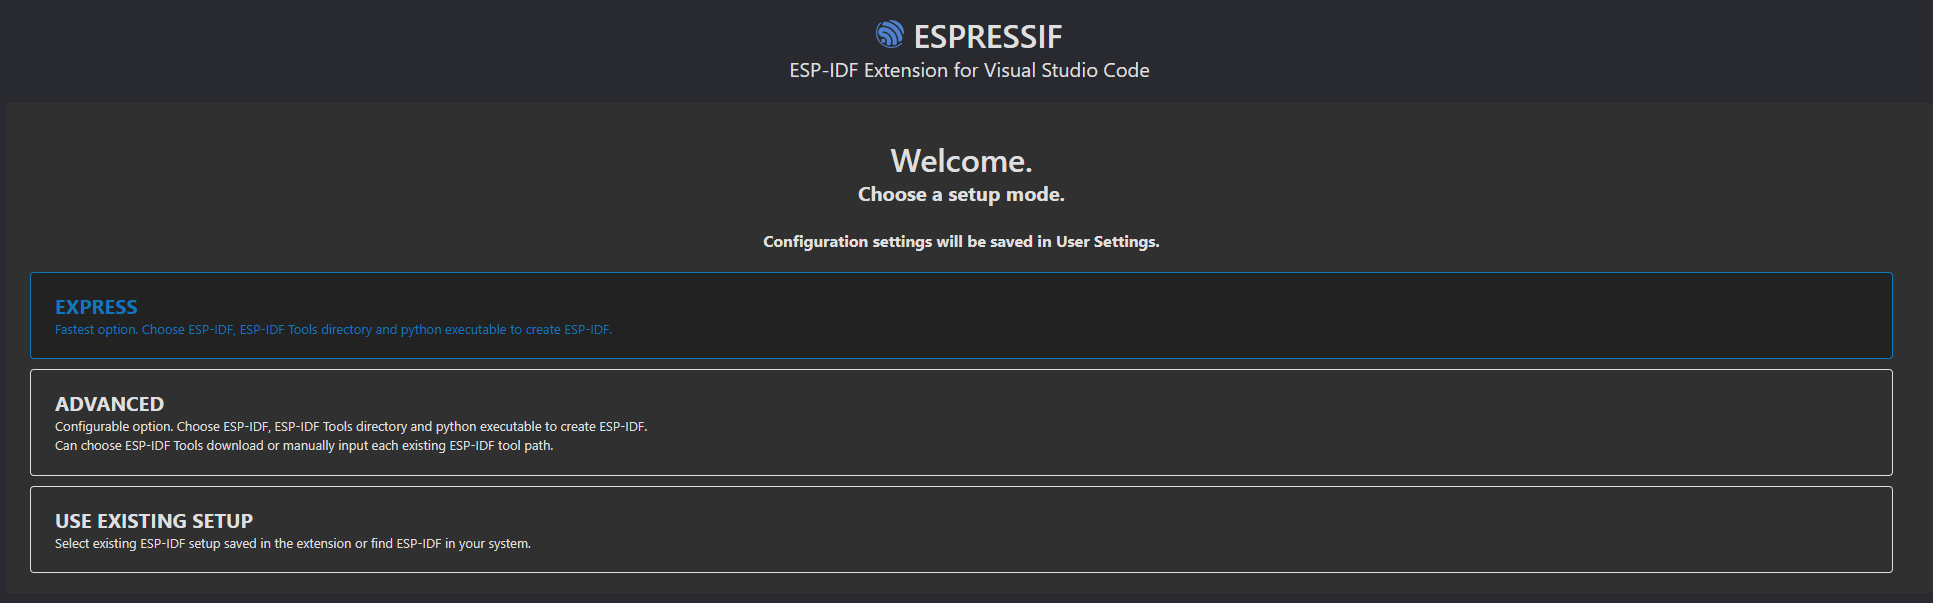 ESPRESSIF
ESP-IDF Extension for Visual Studio Code
Welcome.
Choose a setup mode.
Configuration settings will be saved in User Settings.
EXPRESS
Fastest option. Choose ESP-IDF, ESP-IDF Tools directory and python executable to create ESP-IDF.
ADVANCED
Configurable option. Choose ESP-IDF, ESP-IDF Tools directory and python executable to create ESP-IDF.
Can choose ESP-IDF Tools download or manually input each existing ESP-IDF tool path.
USE EXISTING SETUP
Select existing ESP-IDF setup saved in the extension or find ESP-IDF in your system.